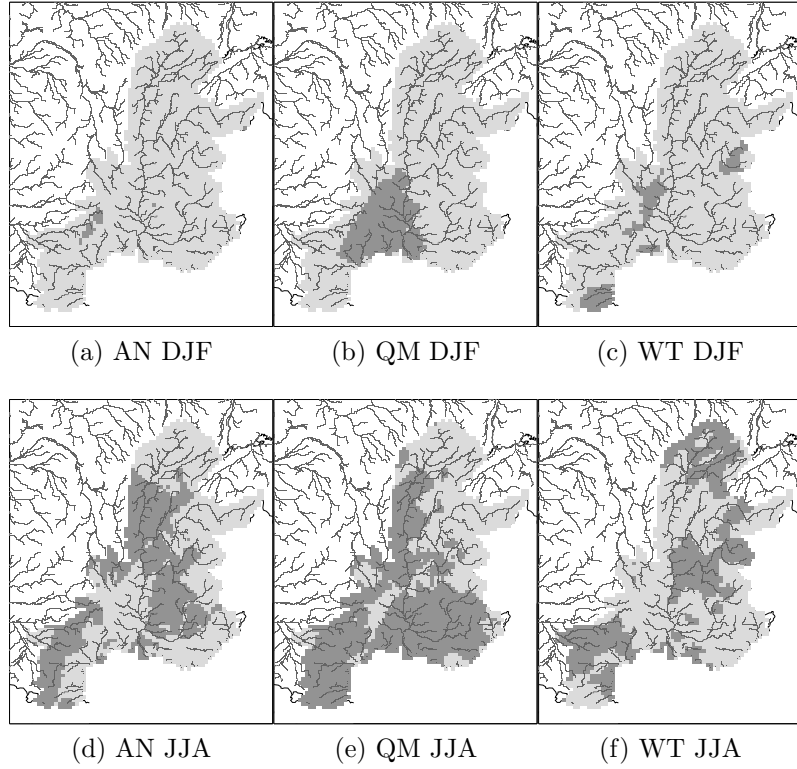 (a) AN DJF
(b) QM DJF
(c) WT DJF
(d) AN JJA
(e) QM JJA
(f) WT JJA